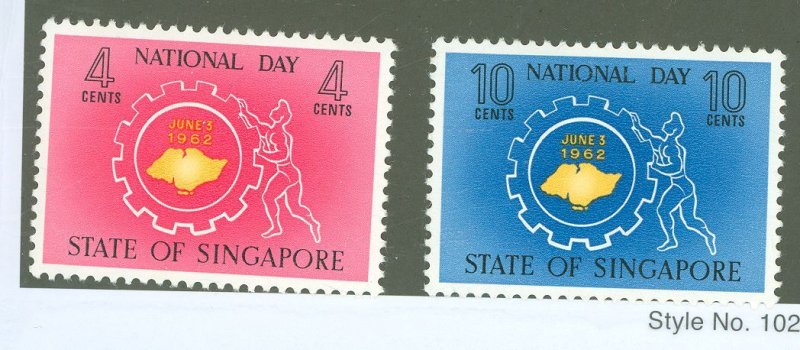 4 NATIONAL DAY 4
CENTS CENTS
JUNE 3
1962
STATE OF SINGAPORE
10 NATIONAL DAY 10
CENTS CENTS
JUNE 3
1962
STATE OF SINGAPORE
Style No. 102